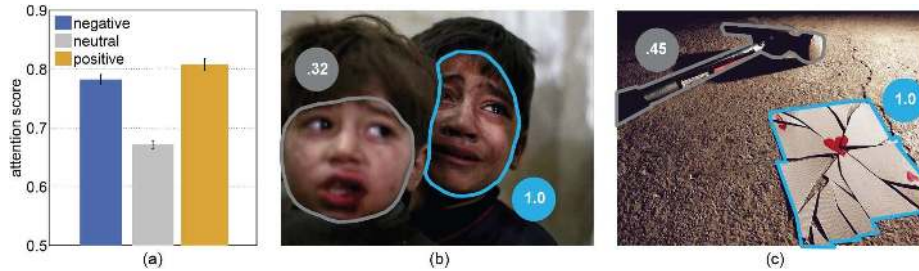 0.9
0.8
0.7
0.6
0.5
attention score
negative
neutral
positive
(a)
.32
1.0
(b)
.45
1.0
(c)